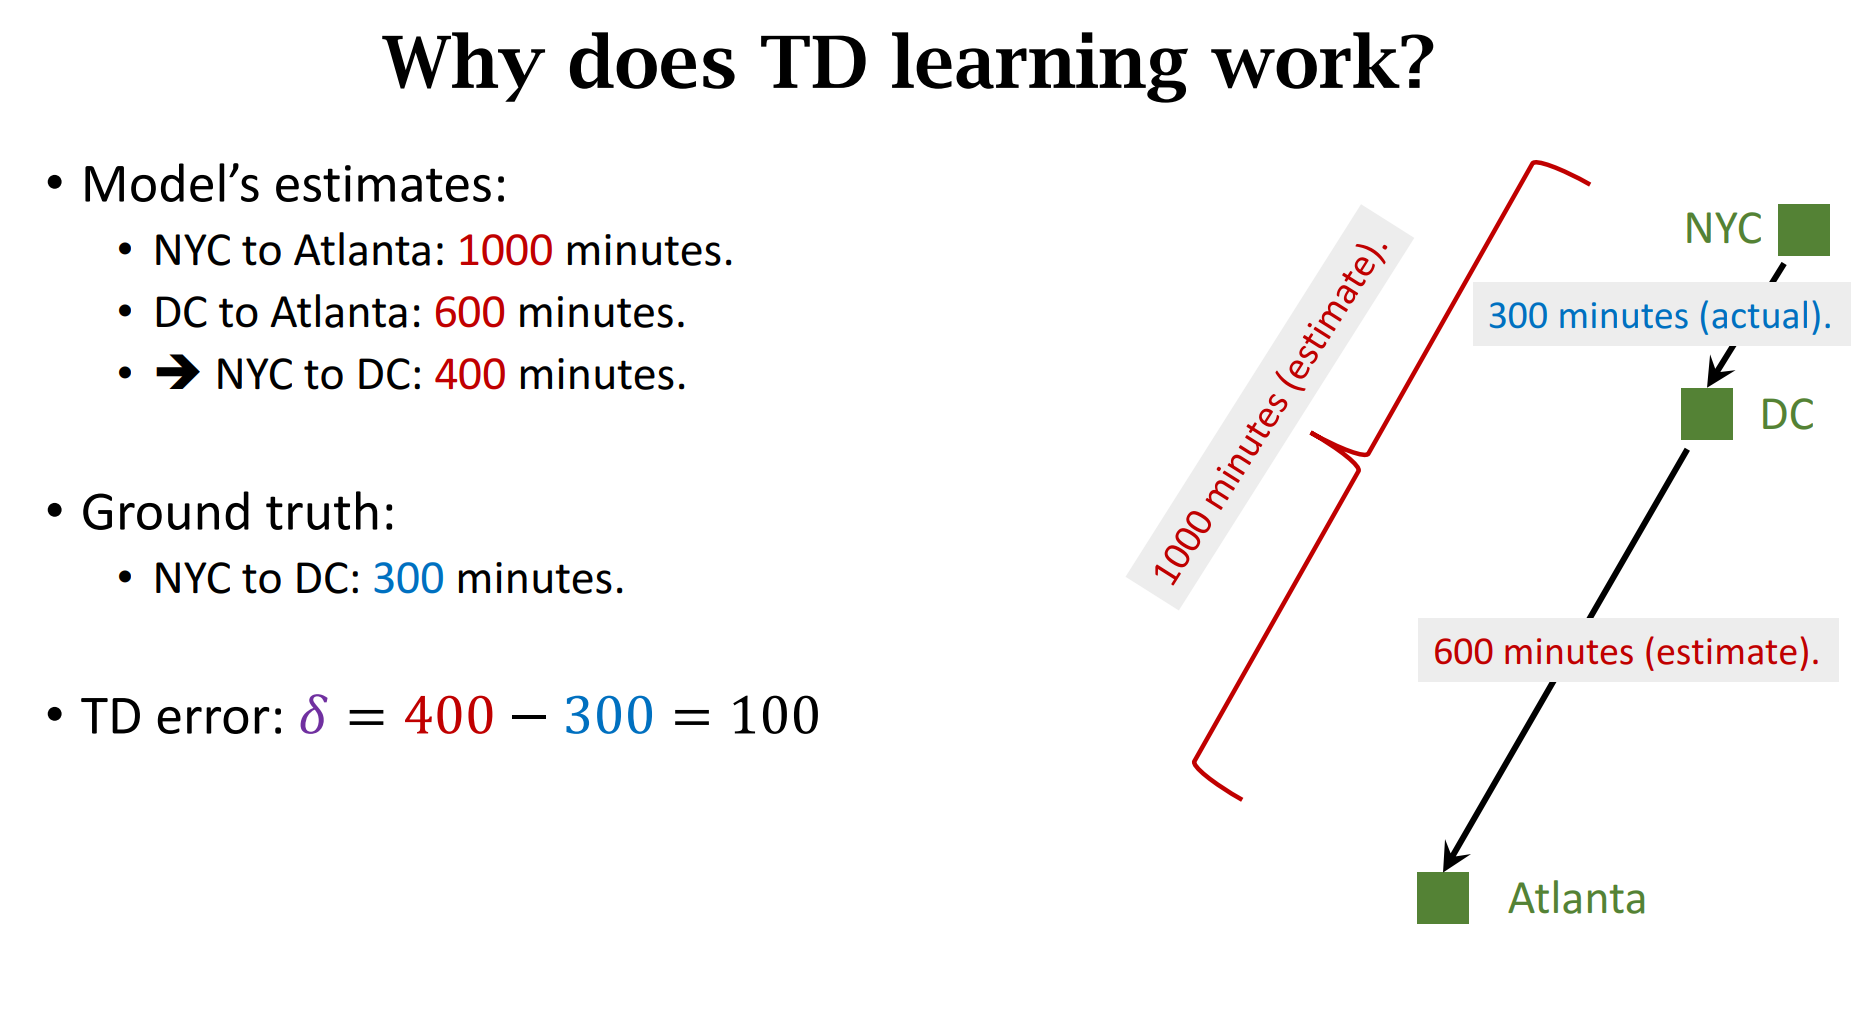 Why does TD learning work?
• Model’s estimates:
• NYC to Atlanta: 1000 minutes.
• DC to Atlanta: 600 minutes.
• 🡺 NYC to DC: 400 minutes.
• Ground truth:
• NYC to DC: 300 minutes.
• TD error: δ = 400 − 300 = 100
1000 minutes (estimate).
NYC
300 minutes (actual).
DC
600 minutes (estimate).
Atlanta